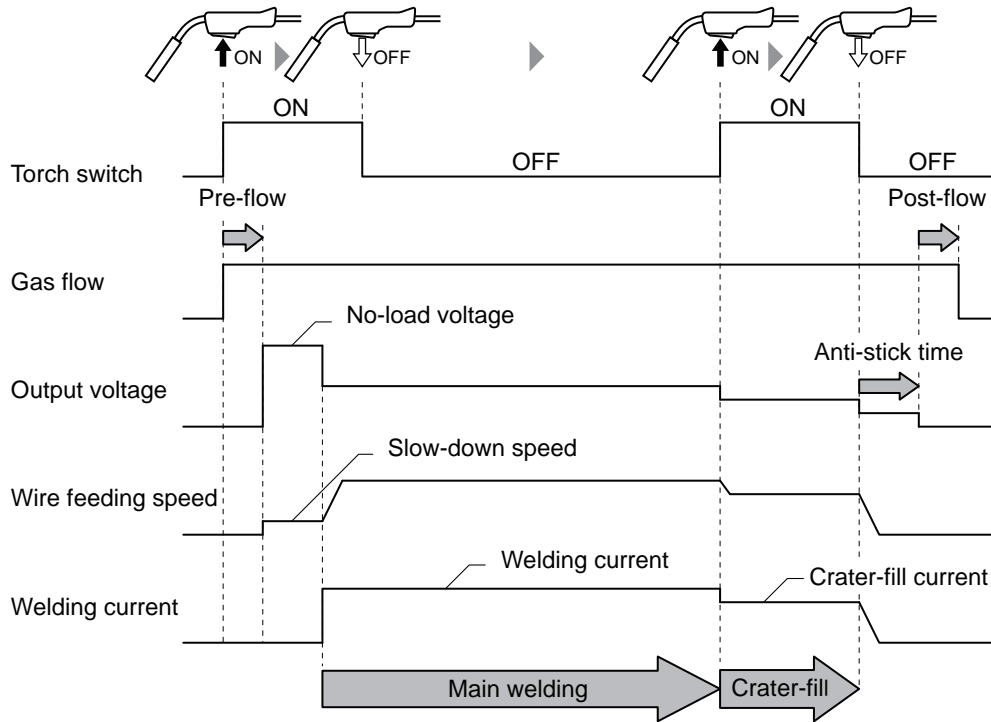 ON
OFF
ON
OFF
ON
ON
Torch switch
OFF
OFF
Pre-flow
Post-flow
Gas flow
No-load voltage
Anti-stick time
Output voltage
Slow-down speed
Wire feeding speed
Welding current
Crater-fill current
Welding current
Main welding
Crater-fill